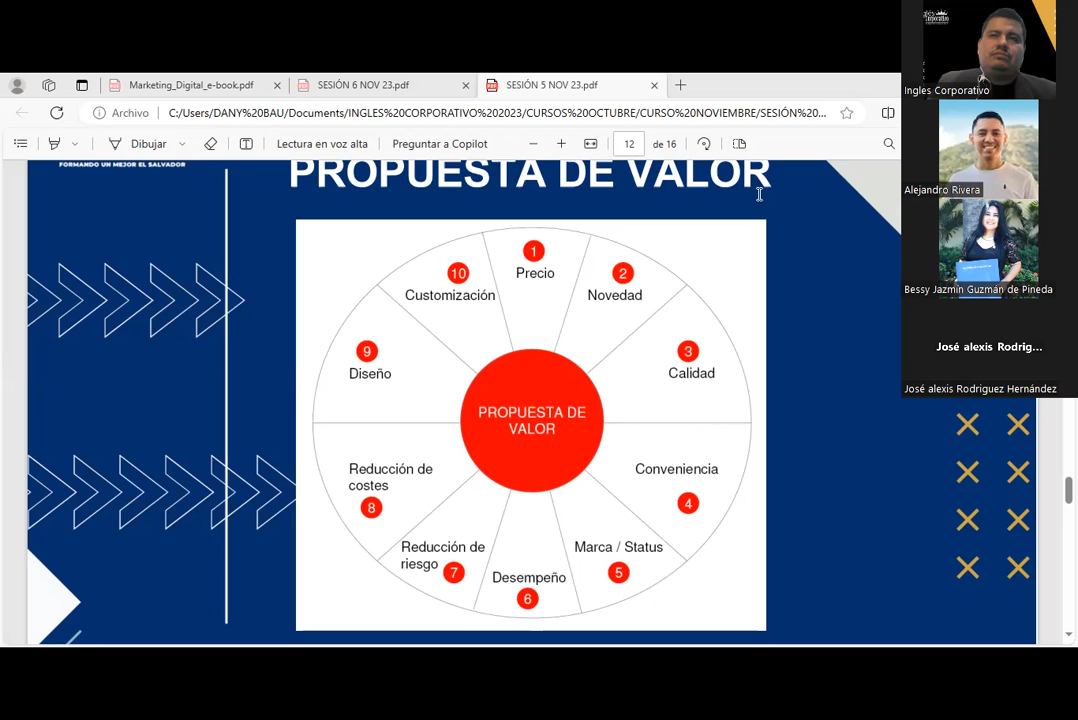 Marketing_Digital_e-book.pdf
SESIÓN 6 NOV 23.pdf
SESIÓN 5 NOV 23.pdf
Archivo
C:/Users/DANY%20BAU/Documents/INGLES%20CORPORATIVO%202023/CURSOS%20OCTUBRE/CURSO%20NOVIEMBRE/SESIÓN%20...
Dibujar
Lectura en voz alta
Preguntar a Copilot
12
de 16
FORMANDO UN MEJOR EL SALVADOR
PROPUESTA DE VALOR
1
Precio
2
Novedad
3
Calidad
Conveniencia
4
Marca / Status
5
Desempeño
6
Reducción de
riesgo
7
Reducción de
costes
8
9
Diseño
10
Customización
PROPUESTA DE
VALOR
Ingles Corporativo
Alejandro Rivera
Bessy Jazmín Guzmán de Pineda
José alexis Rodrig...
José alexis Rodriguez Hernández